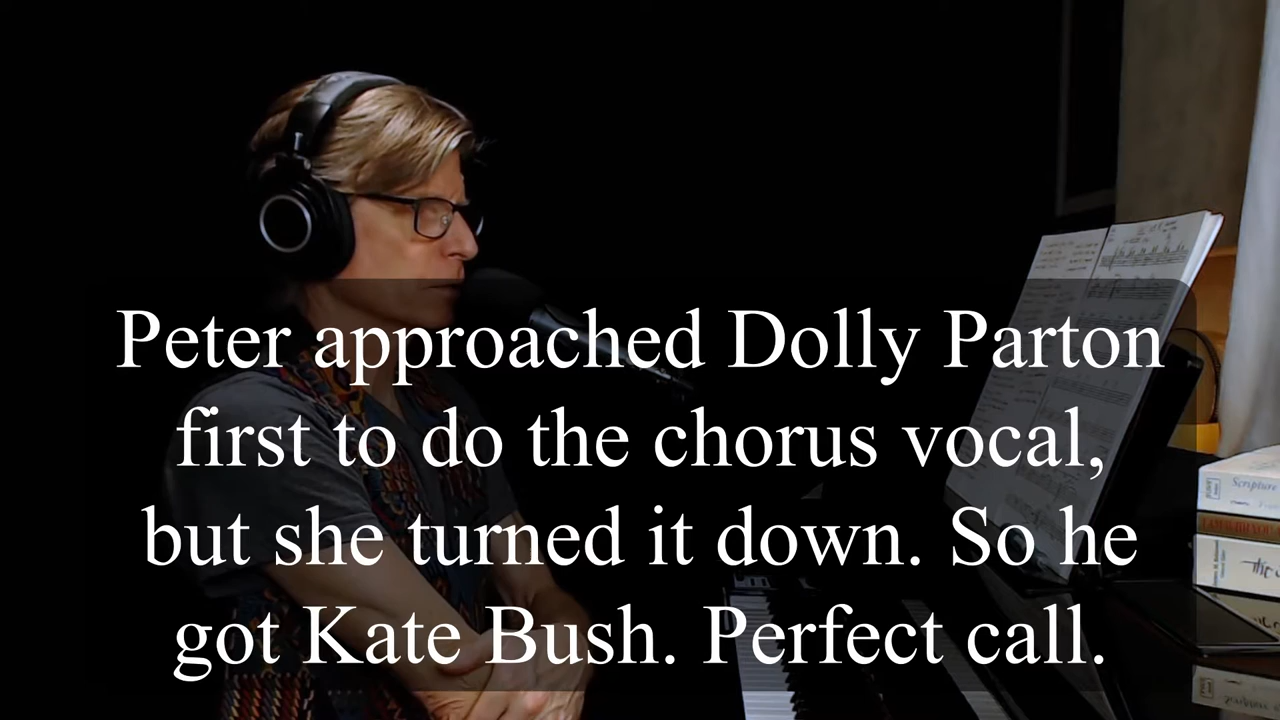 Peter approached Dolly Parton
first to do the chorus vocal,
but she turned it down. So he
got Kate Bush. Perfect call.
Scripture